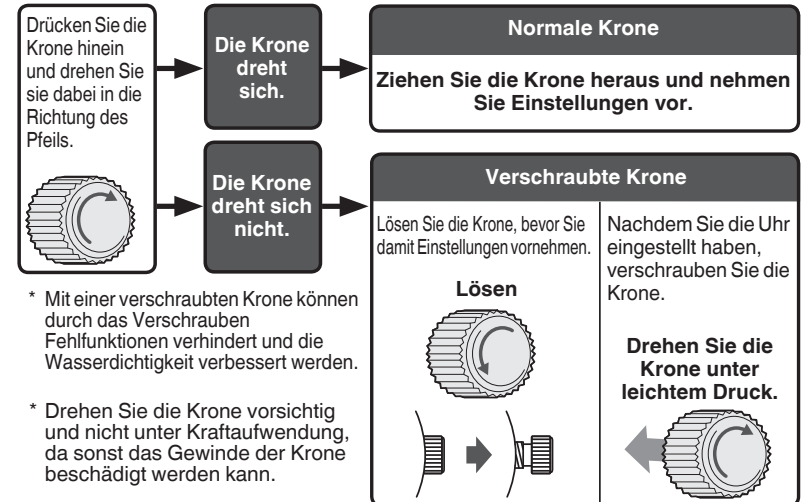 Drücken Sie die
Krone hinein
und drehen Sie
sie dabei in die
Richtung des
Pfeils.
Die Krone
dreht
sich.
Normale Krone
Ziehen Sie die Krone heraus und nehmen
Sie Einstellungen vor.
Die Krone
dreht sich
nicht.
Verschraubte Krone
Lösen Sie die Krone, bevor Sie
damit Einstellungen vornehmen.
Lösen
Nachdem Sie die Uhr
eingestellt haben,
verschrauben Sie die
Krone.
Drehen Sie die
Krone unter
leichtem Druck.
* Mit einer verschraubten Krone können
durch das Verschrauben
Fehlfunktionen verhindert und die
Wasserdichtigkeit verbessert werden.
* Drehen Sie die Krone vorsichtig
und nicht unter Kraftaufwendung,
da sonst das Gewinde der Krone
beschädigt werden kann.